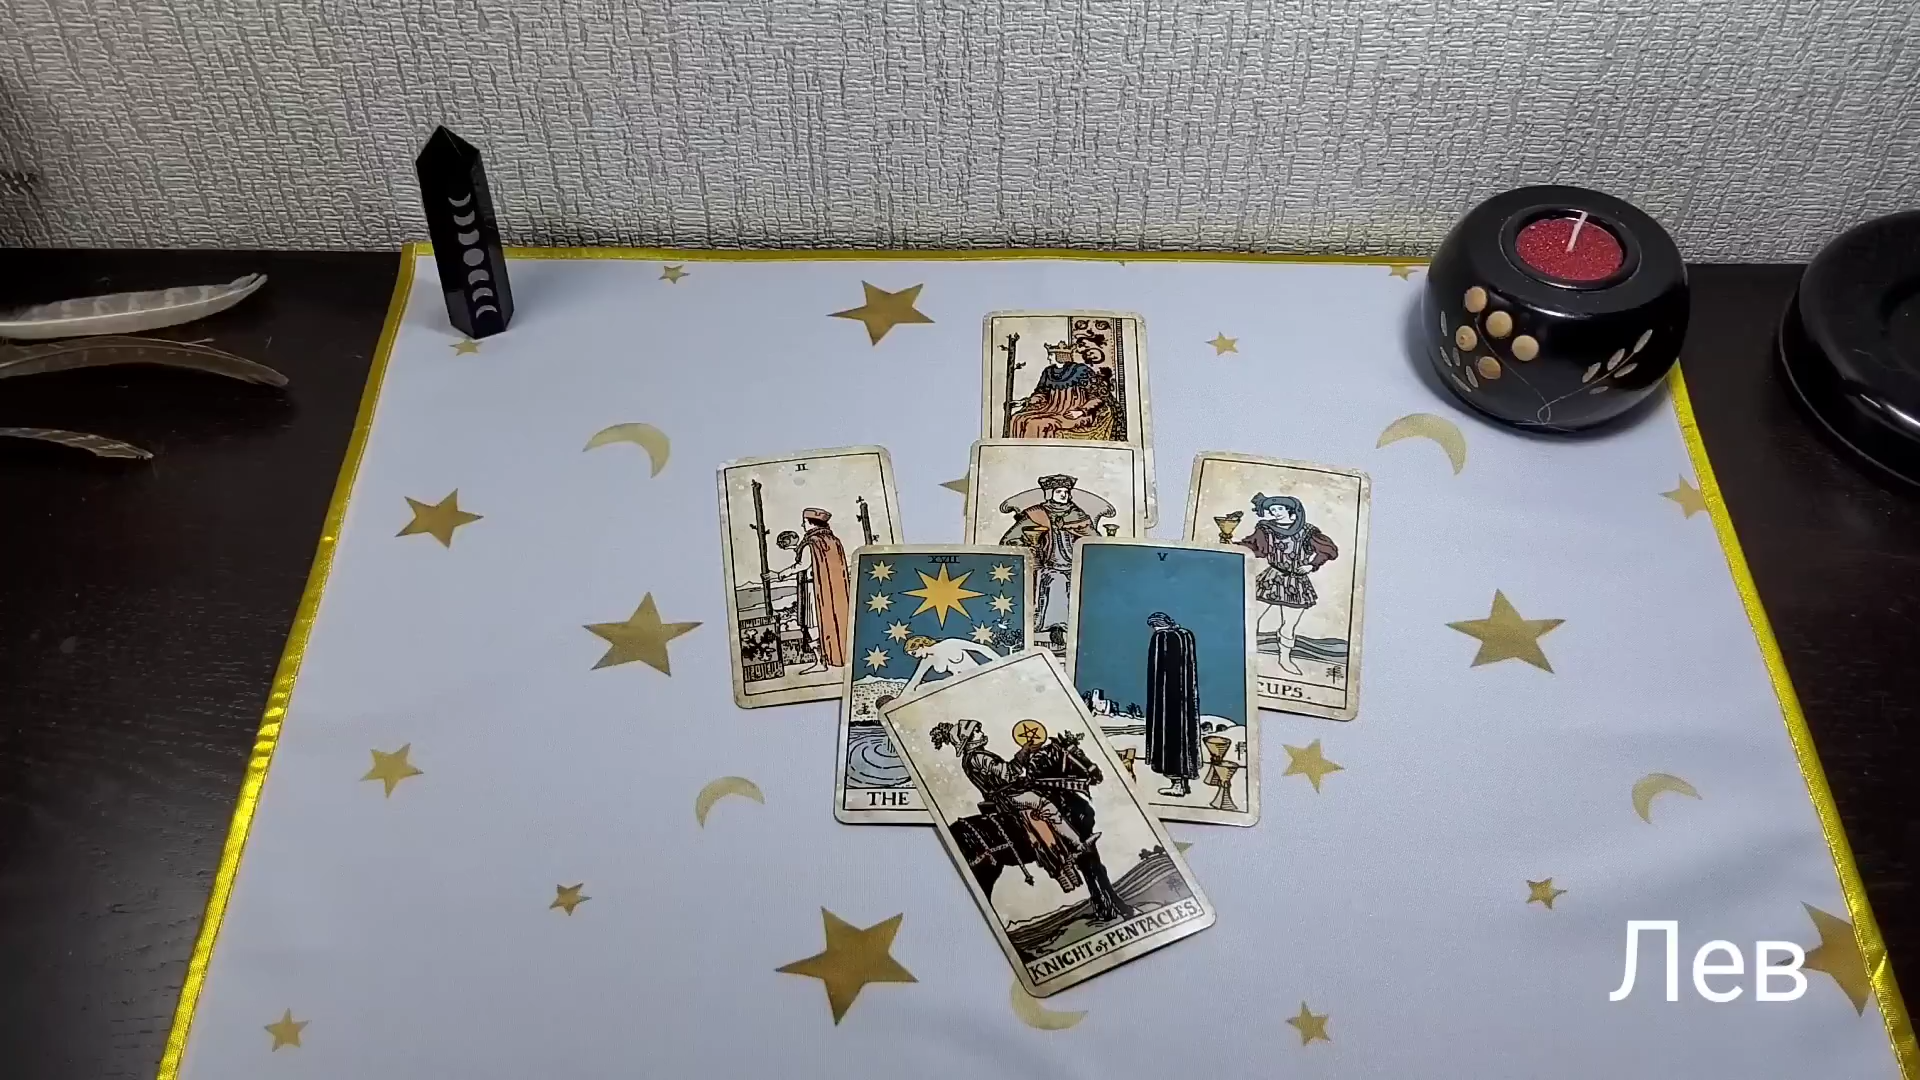 II
XVII
V
CUPS.
THE
KNIGHT of PENTACLES.
Лев